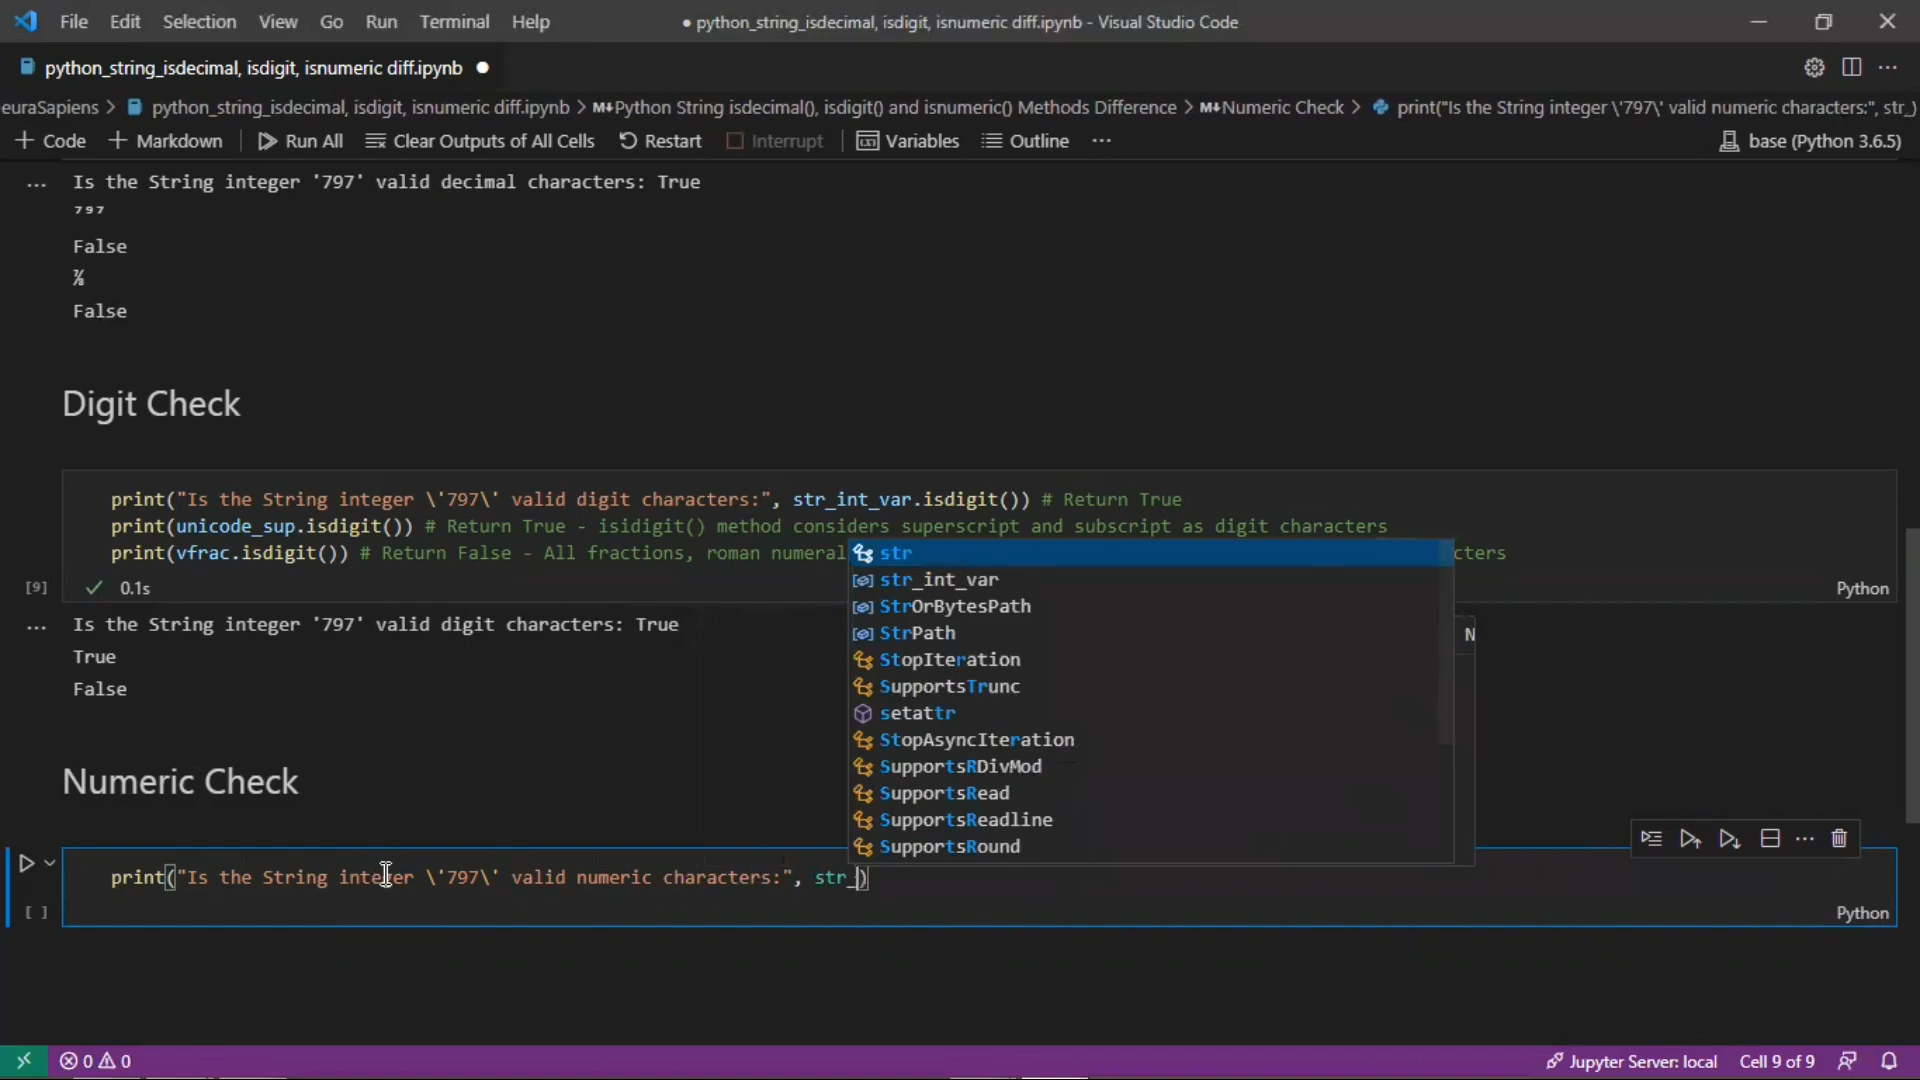 File Edit Selection View Go Run Terminal Help
● python_string_isdecimal, isdigit, isnumeric diff.ipynb - Visual Studio Code
python_string_isdecimal, isdigit, isnumeric diff.ipynb ●
euraSapiens > python_string_isdecimal, isdigit, isnumeric diff.ipynb > M↓Python String isdecimal(), isdigit() and isnumeric() Methods Difference > M↓Numeric Check > print("Is the String integer \'797\' valid numeric characters:", str_)
+ Code + Markdown Run All Clear Outputs of All Cells Restart Interrupt Variables Outline ... base (Python 3.6.5)
... Is the String integer '797' valid decimal characters: True
⁷⁹⁷
False
False
Digit Check
print("Is the String integer \'797\' valid digit characters:", str_int_var.isdigit()) # Return True
print(unicode_sup.isdigit()) # Return True - isidigit() method considers superscript and subscript as digit characters
print(vfrac.isdigit()) # Return False - All fractions, roman numeral cters
[9] ✓ 0.1s Python
... Is the String integer '797' valid digit characters: True
True
False
str
str_int_var
StrOrBytesPath
StrPath
StopIteration
SupportsTrunc
setattr
StopAsyncIteration
SupportsRDivMod
SupportsRead
SupportsReadline
SupportsRound
N
Numeric Check
print("Is the String integer \'797\' valid numeric characters:", str_)
[ ] Python
0 0 Jupyter Server: local Cell 9 of 9